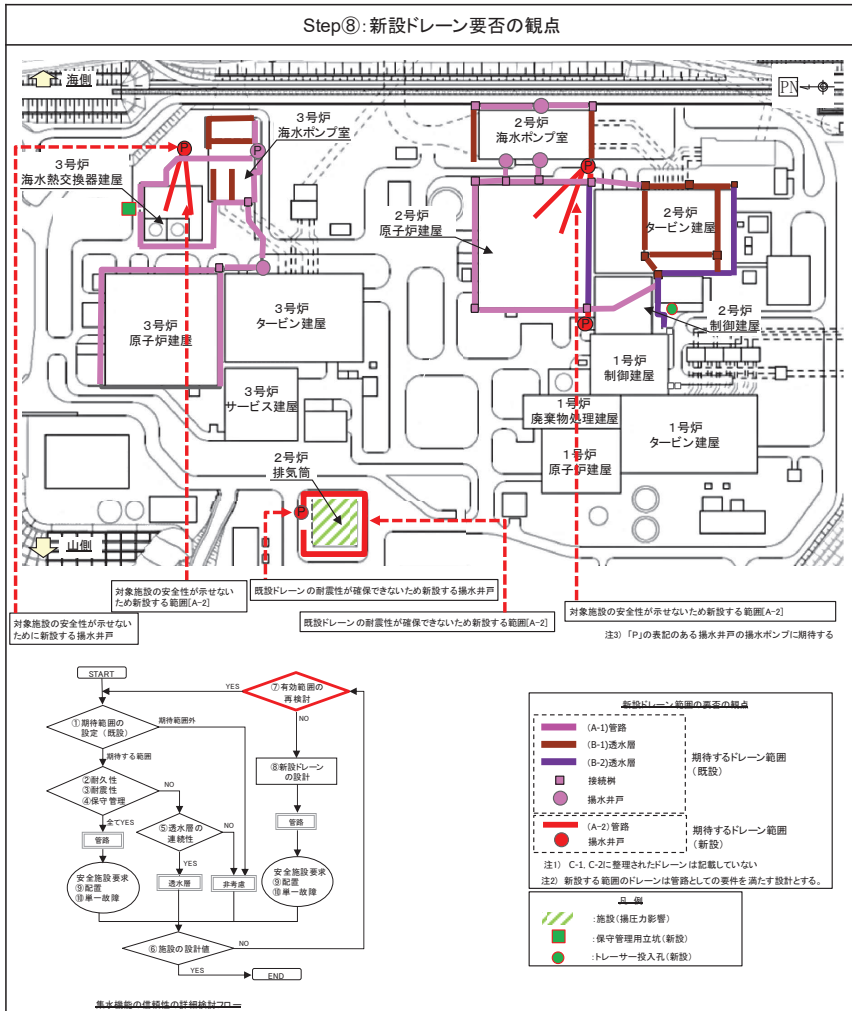 Step⑧:新設ドレーン要否の観点
海側
PN
3号炉
海水ポンプ室
2号炉
海水ポンプ室
3号炉
海水熱交換器建屋
P
P
2号炉
原子炉建屋
2号炉
タービン建屋
3号炉
原子炉建屋
3号炉
タービン建屋
P
2号炉
制御建屋
1号炉
制御建屋
3号炉
サービス建屋
1号炉
廃棄物処理建屋
1号炉
タービン建屋
1号炉
原子炉建屋
2号炉
排気筒
P
山側
対象施設の安全性が示せない
ため新設する範囲[A-2]
既設ドレーンの耐震性が確保できないため新設する揚水井戸
対象施設の安全性が示せない
ために新設する揚水井戸
既設ドレーンの耐震性が確保できないため新設する範囲[A-2]
対象施設の安全性が示せないため新設する範囲[A-2]
注3) 「P」の表記のある揚水井戸の揚水ポンプに期待する
START
YES
⑦有効範囲の
再検討
①期待範囲の
設定(既設)
期待範囲外
NO
期待する範囲
⑧新設ドレーン
の設計
②耐久性
③耐震性
④保守管理
NO
全てYES
⑤透水層の
連続性
NO
管路
管路
YES
安全施設要求
⑨配置
⑩単一故障
透水層
非考慮
安全施設要求
⑨配置
⑩単一故障
⑥施設の設計値
NO
YES
END
集水機能の信頼性の詳細検討フロー
新設ドレーン範囲の要否の観点
(A-1)管路
(B-1)透水層
(B-2)透水層
接続桝
揚水井戸
期待するドレーン範囲
(既設)
(A-2)管路
P 揚水井戸
期待するドレーン範囲
(新設)
注1) C-1, C-2に整理されたドレーンは記載していない
注2) 新設する範囲のドレーンは管路としての要件を満たす設計とする。
凡 例
:施設(揚圧力影響)
:保守管理用立坑(新設)
:トレーサー投入孔(新設)